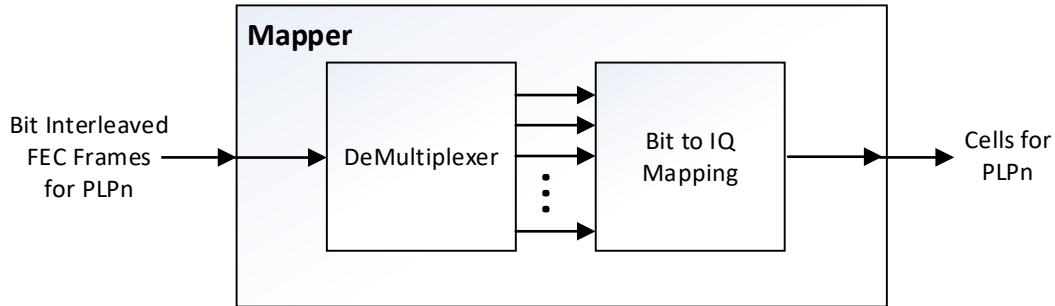 Mapper
Bit Interleaved
FEC Frames
for PLPn
DeMultiplexer
Bit to IQ
Mapping
Cells for
PLPn